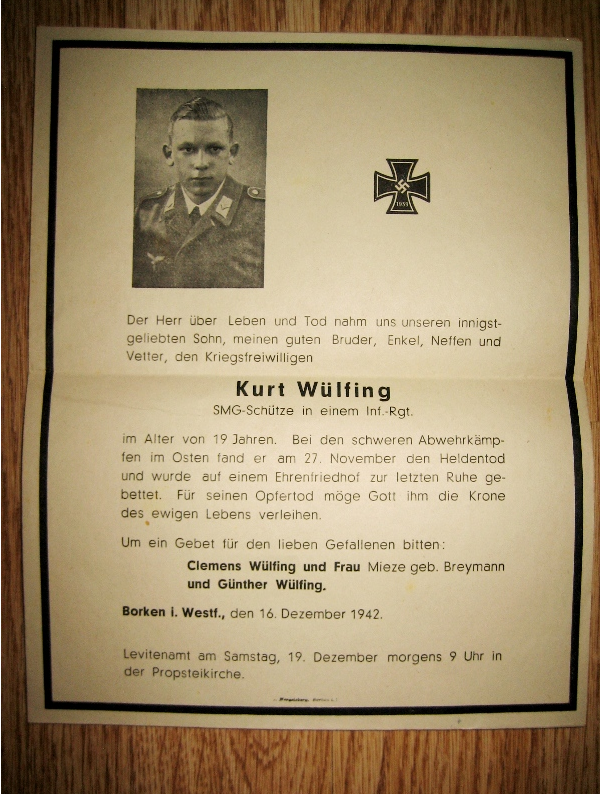 1939
Der Herr über Leben und Tod nahm uns unseren innigst-
geliebten Sohn, meinen guten Bruder, Enkel, Neffen und
Vetter, den Kriegsfreiwilligen
Kurt Wülfing
SMG-Schütze in einem Inf.-Rgt.
im Alter von 19 Jahren. Bei den schweren Abwehrkämp-
fen im Osten fand er am 27. November den Heldentod
und wurde auf einem Ehrenfriedhof zur letzten Ruhe ge-
bettet. Für seinen Opfertod möge Gott ihm die Krone
des ewigen Lebens verleihen.
Um ein Gebet für den lieben Gefallenen bitten:
Clemens Wülfing und Frau Mieze geb. Breymann
und Günther Wülfing.
Borken i. Westf., den 16. Dezember 1942.
Levitenamt am Samstag, 19. Dezember morgens 9 Uhr in
der Propsteikirche.